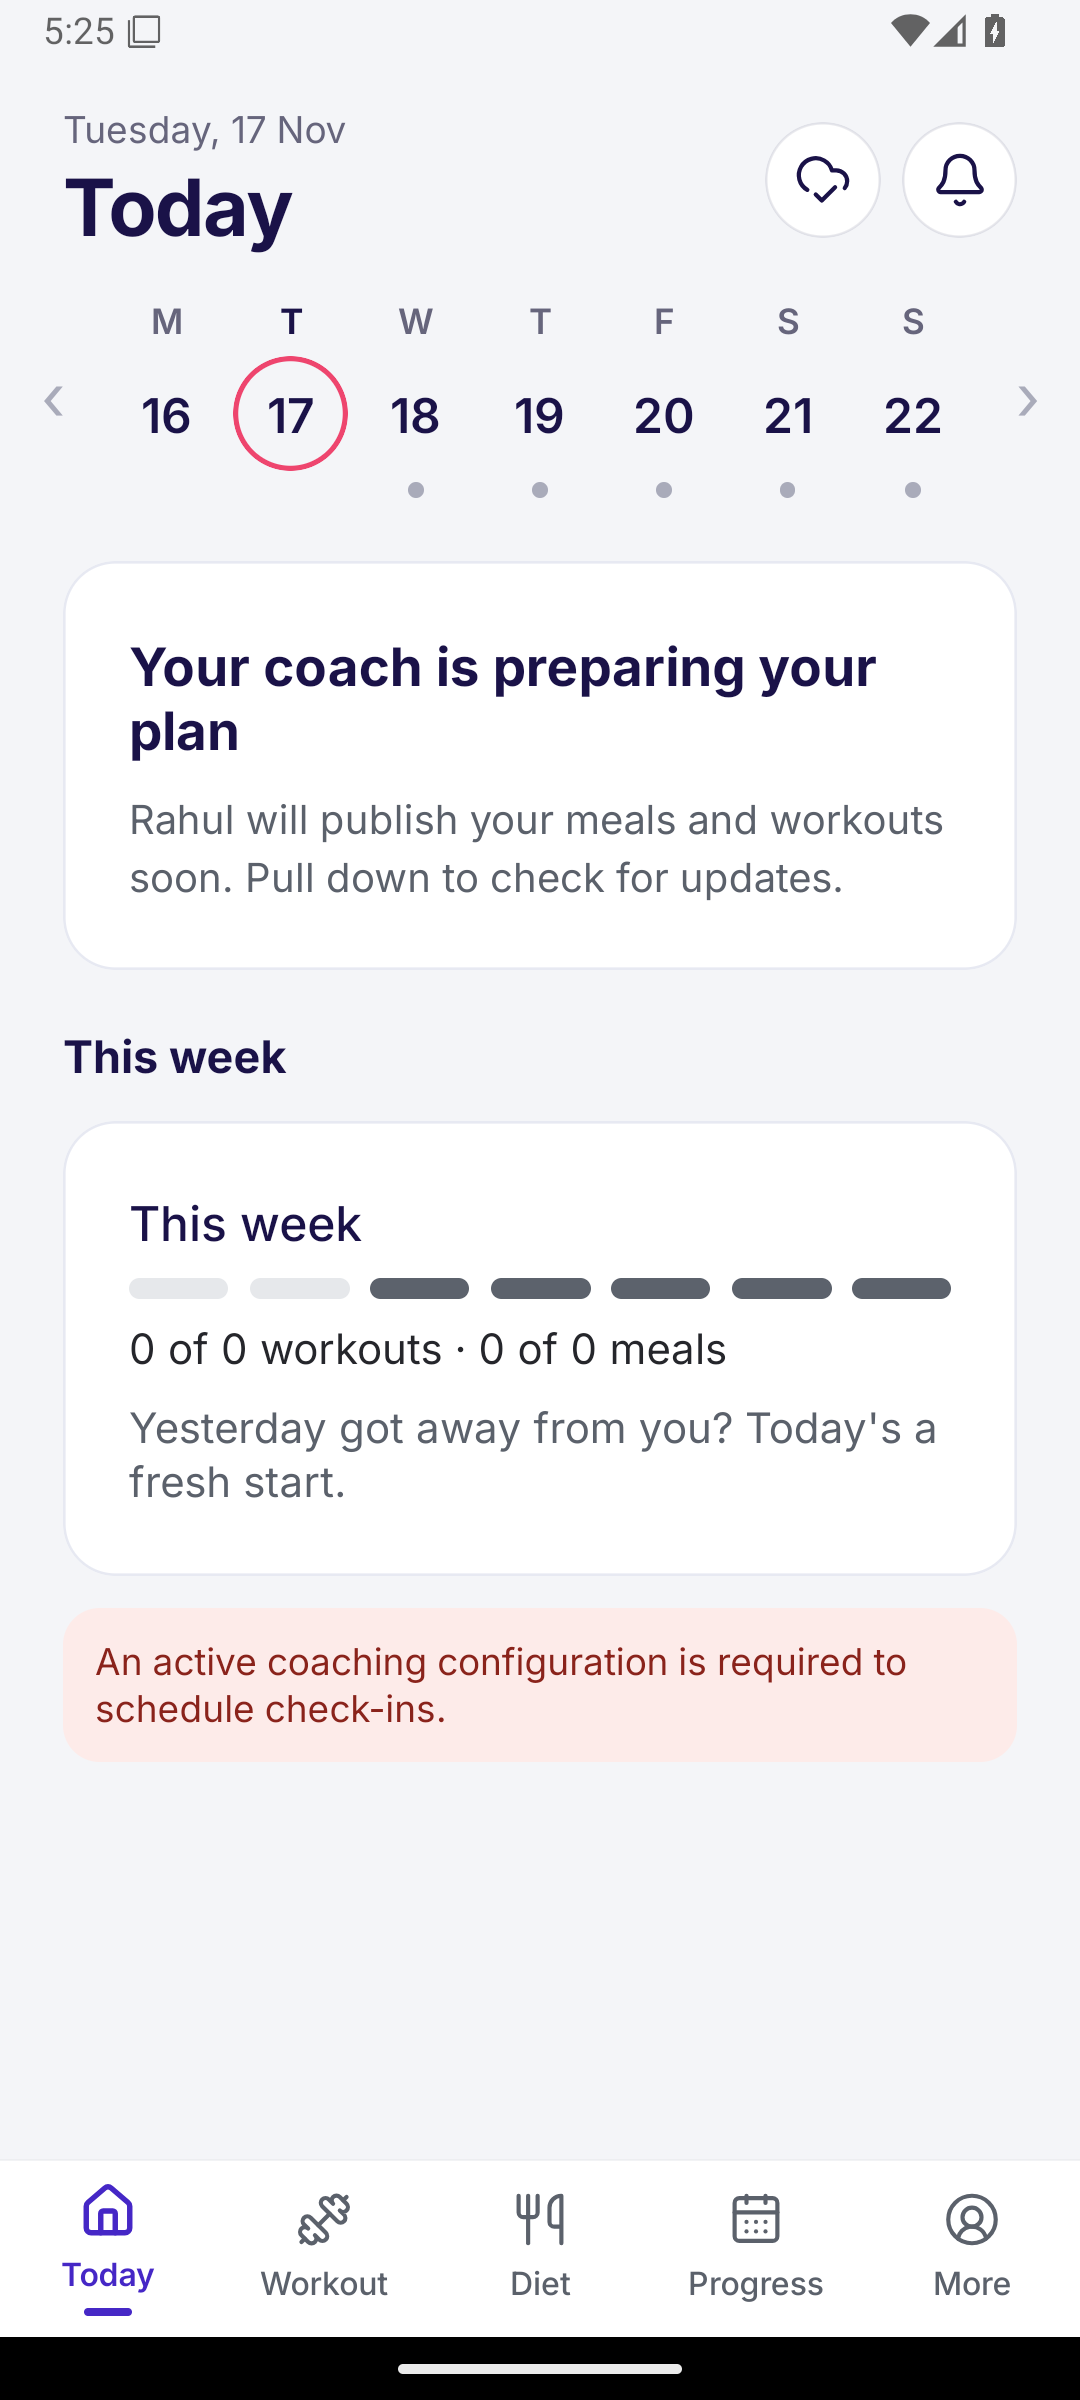 5:25
Tuesday, 17 Nov
Today
M T W T F S S
‹ 16 17 18 19 20 21 22 ›
Your coach is preparing your
plan
Rahul will publish your meals and workouts
soon. Pull down to check for updates.
This week
This week
0 of 0 workouts · 0 of 0 meals
Yesterday got away from you? Today's a
fresh start.
An active coaching configuration is required to
schedule check-ins.
Today Workout Diet Progress More